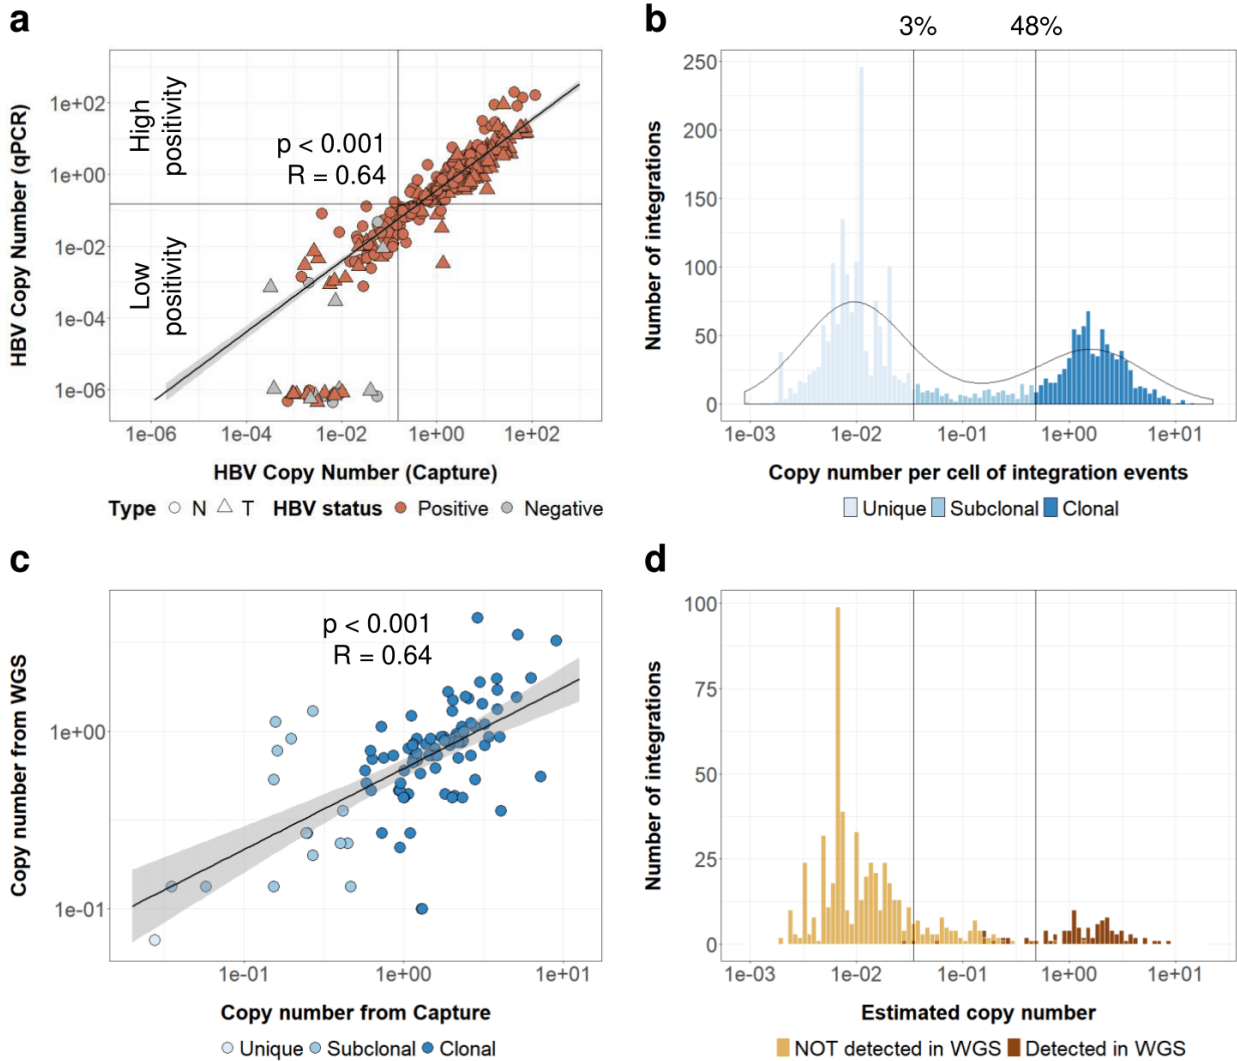 a
HBV Copy Number (qPCR)
1e+02
1e+00
1e-02
1e-04
1e-06
High
positivity
Low
positivity
p < 0.001
R = 0.64
1e-06 1e-04 1e-02 1e+00 1e+02
HBV Copy Number (Capture)
Type N T HBV status Positive Negative
b
3% 48%
Number of integrations
250
200
150
100
50
0
1e-03 1e-02 1e-01 1e+00 1e+01
Copy number per cell of integration events
Unique Subclonal Clonal
c
Copy number from WGS
1e+00
1e-01
p < 0.001
R = 0.64
1e-01 1e+00 1e+01
Copy number from Capture
Unique Subclonal Clonal
d
Number of integrations
100
75
50
25
0
1e-03 1e-02 1e-01 1e+00 1e+01
Estimated copy number
NOT detected in WGS Detected in WGS